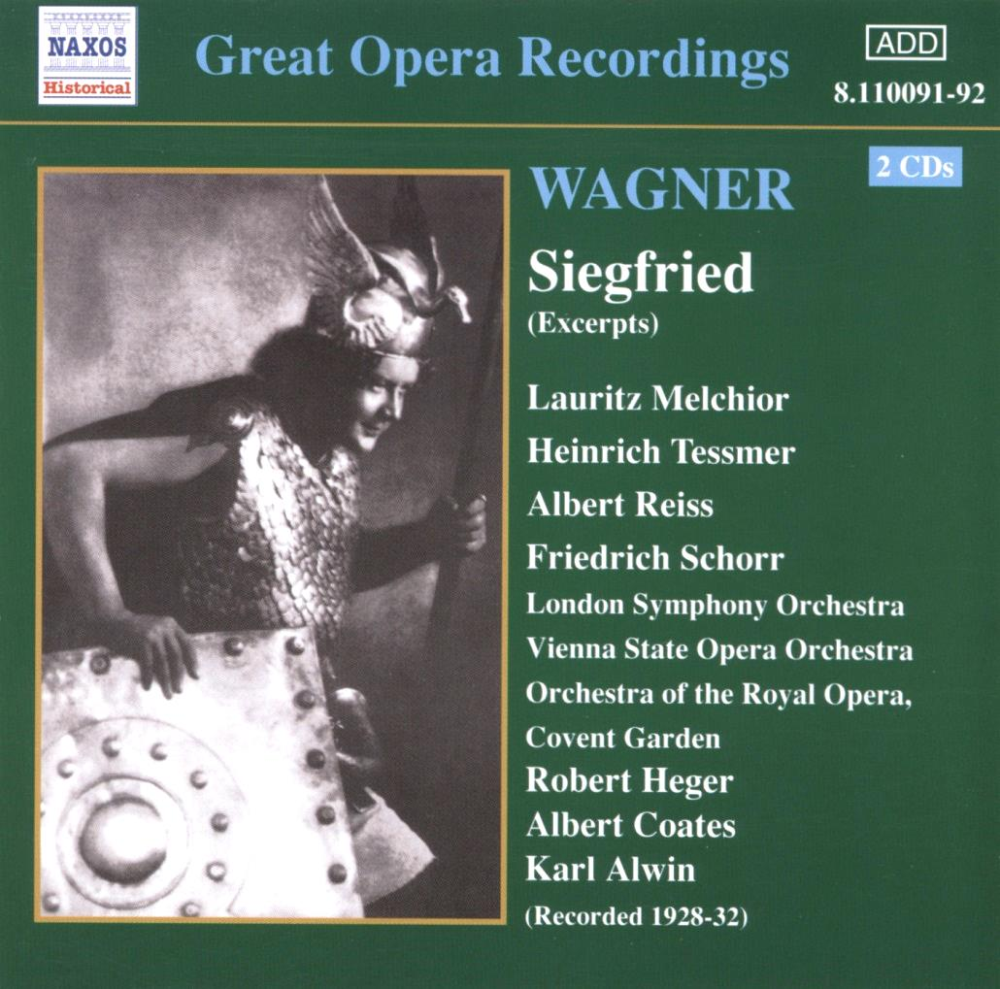 NAXOS
Historical
Great Opera Recordings
ADD
8.110091-92
2 CDs
WAGNER
Siegfried
(Excerpts)
Lauritz Melchior
Heinrich Tessmer
Albert Reiss
Friedrich Schorr
London Symphony Orchestra
Vienna State Opera Orchestra
Orchestra of the Royal Opera,
Covent Garden
Robert Heger
Albert Coates
Karl Alwin
(Recorded 1928-32)